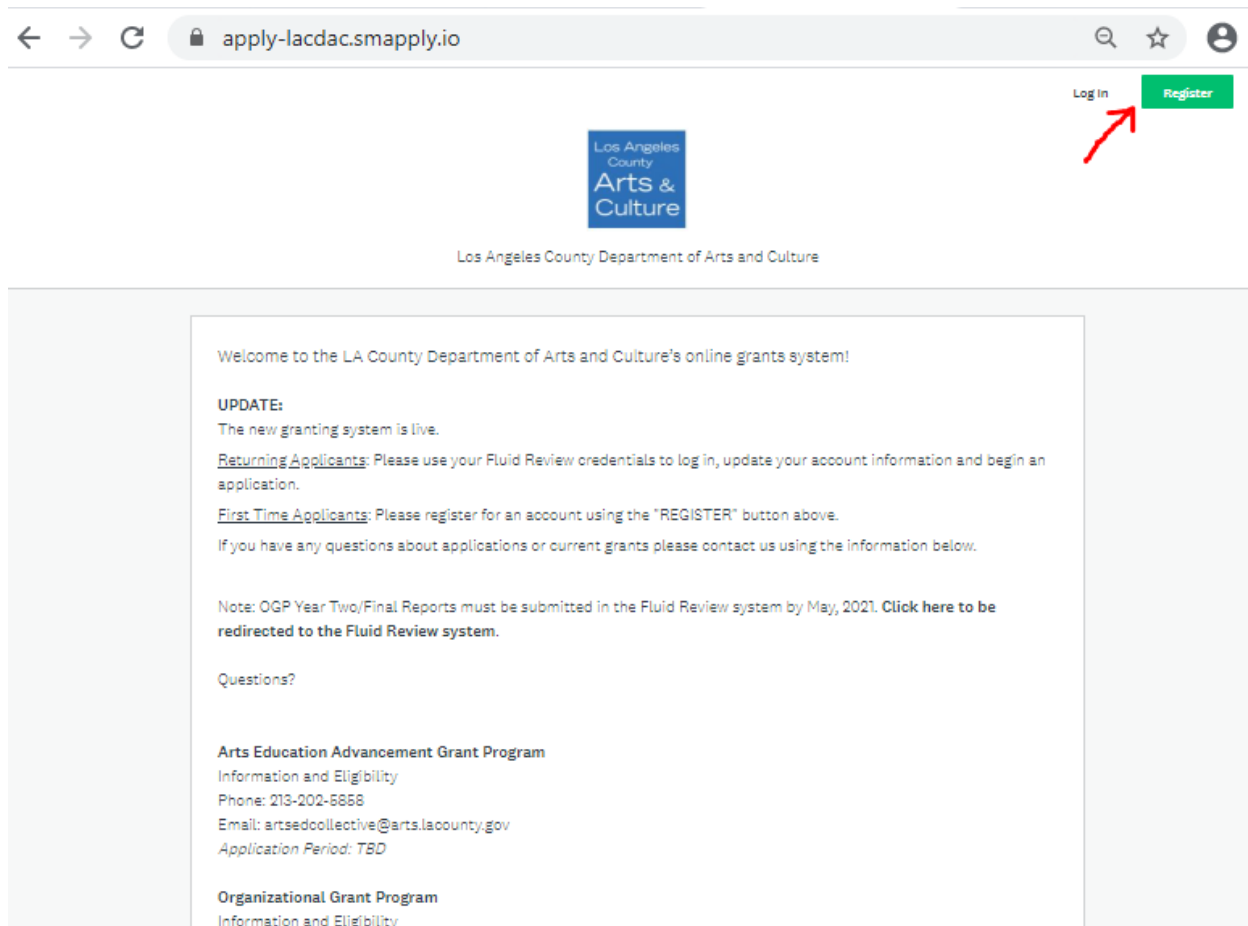 apply-lacdac.smapply.io
Log In
Register
Los Angeles
County
Arts &
Culture
Los Angeles County Department of Arts and Culture
Welcome to the LA County Department of Arts and Culture's online grants system!
UPDATE:
The new granting system is live.
Returning Applicants: Please use your Fluid Review credentials to log in, update your account information and begin an
application.
First Time Applicants: Please register for an account using the "REGISTER" button above.
If you have any questions about applications or current grants please contact us using the information below.
Note: OGP Year Two/Final Reports must be submitted in the Fluid Review system by May, 2021. Click here to be
redirected to the Fluid Review system.
Questions?
Arts Education Advancement Grant Program
Information and Eligibility
Phone: 213-202-5858
Email: artsedcollective@arts.lacounty.gov
Application Period: TBD
Organizational Grant Program
Information and Eligibility